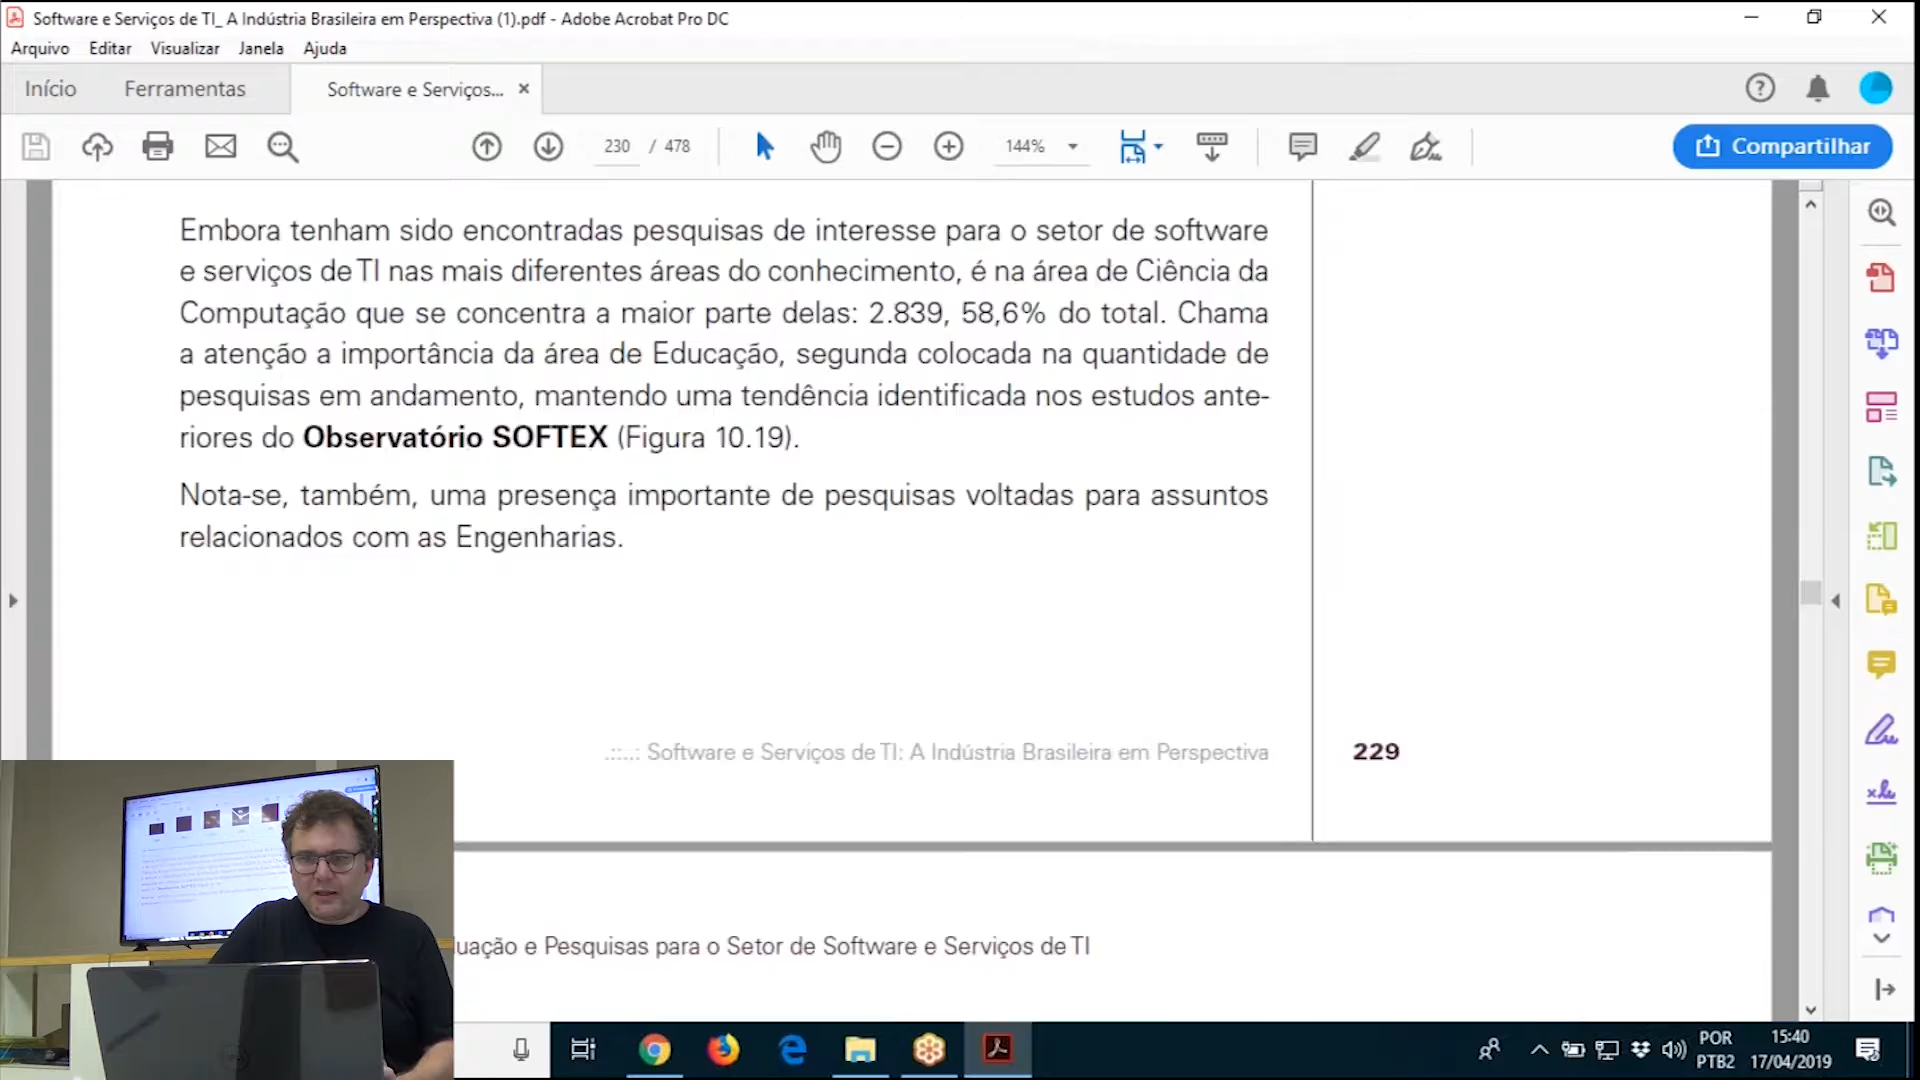 Software e Serviços de TI_ A Indústria Brasileira em Perspectiva (1).pdf - Adobe Acrobat Pro DC
Arquivo Editar Visualizar Janela Ajuda
Início Ferramentas Software e Serviços... ×
230 / 478 144% Compartilhar
Embora tenham sido encontradas pesquisas de interesse para o setor de software
e serviços de TI nas mais diferentes áreas do conhecimento, é na área de Ciência da
Computação que se concentra a maior parte delas: 2.839, 58,6% do total. Chama
a atenção a importância da área de Educação, segunda colocada na quantidade de
pesquisas em andamento, mantendo uma tendência identificada nos estudos ante-
riores do Observatório SOFTEX (Figura 10.19).
Nota-se, também, uma presença importante de pesquisas voltadas para assuntos
relacionados com as Engenharias.
.::...: Software e Serviços de TI: A Indústria Brasileira em Perspectiva 229
uação e Pesquisas para o Setor de Software e Serviços de TI
POR 15:40
PTB2 17/04/2019